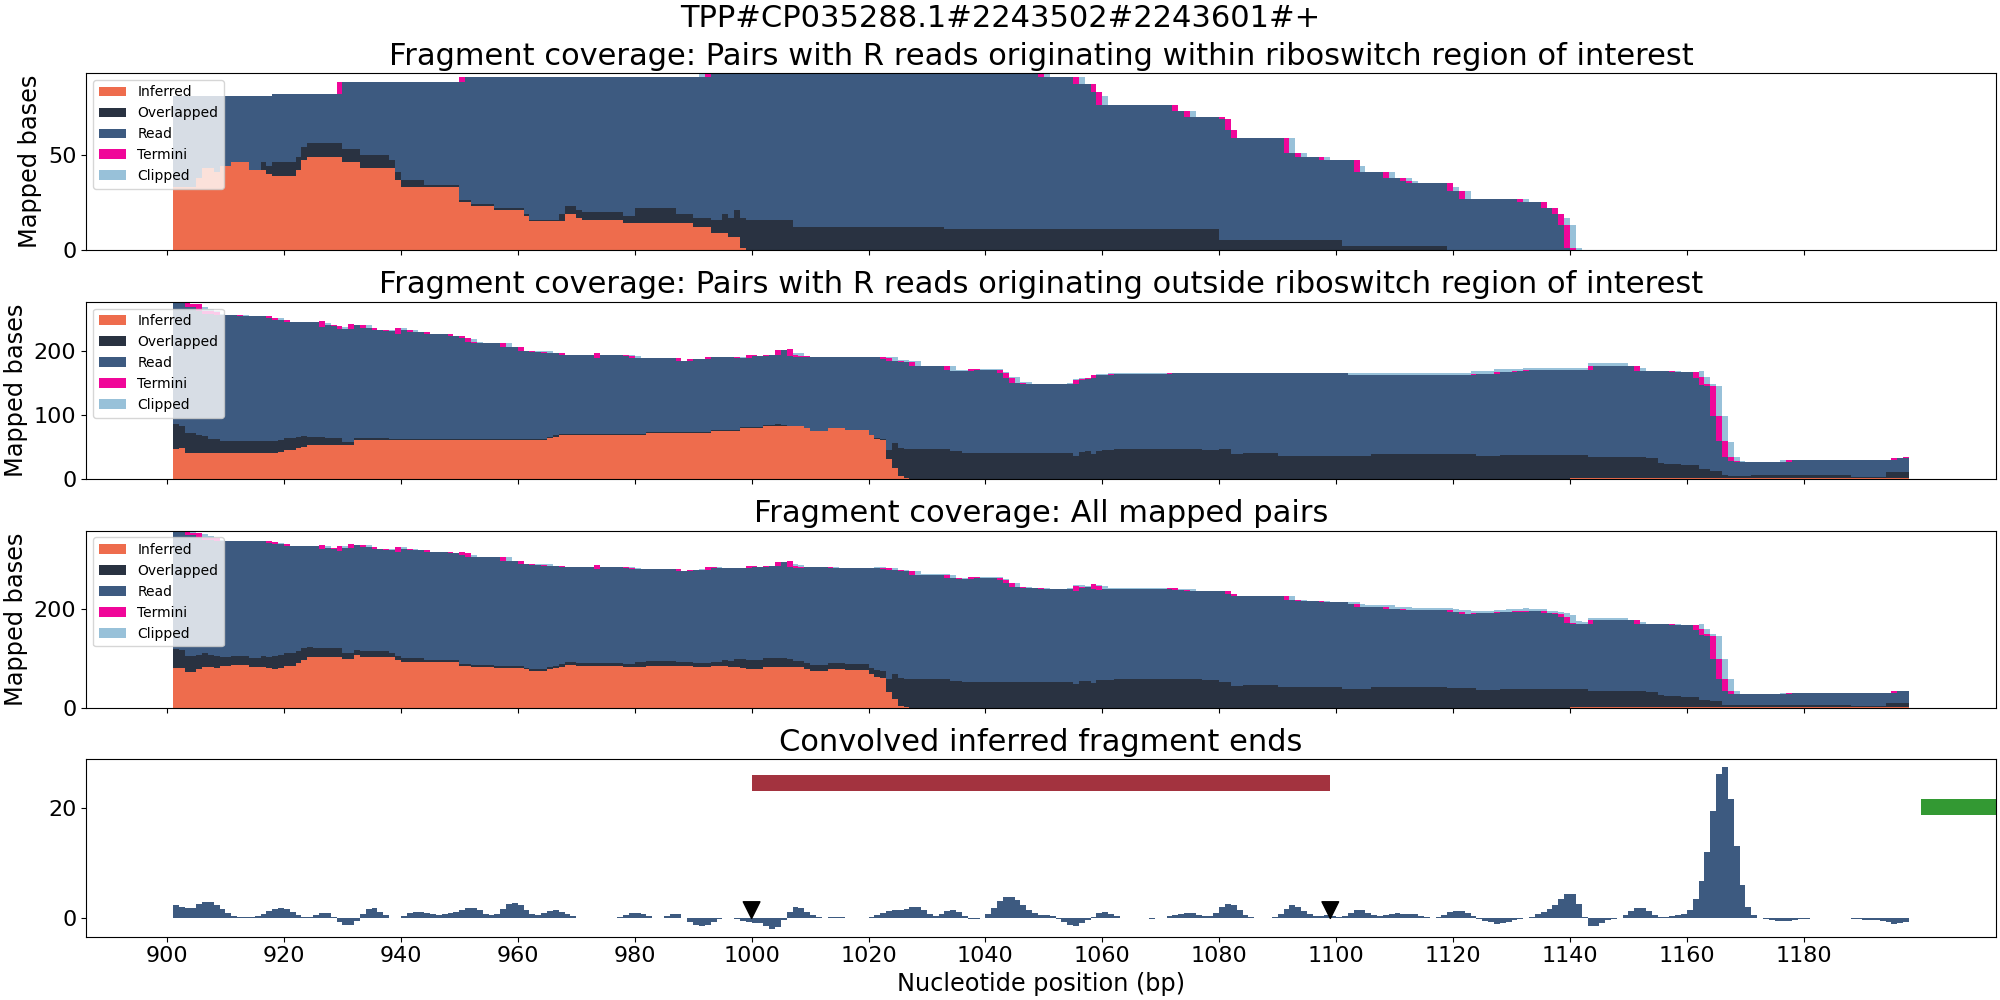 TPP#CP035288.1#2243502#2243601#+
Fragment coverage: Pairs with R reads originating within riboswitch region of interest
Mapped bases
50
0
Inferred
Overlapped
Read
Termini
Clipped
Fragment coverage: Pairs with R reads originating outside riboswitch region of interest
Mapped bases
200
100
0
Inferred
Overlapped
Read
Termini
Clipped
Fragment coverage: All mapped pairs
Mapped bases
200
0
Inferred
Overlapped
Read
Termini
Clipped
Convolved inferred fragment ends
20
0
900 920 940 960 980 1000 1020 1040 1060 1080 1100 1120 1140 1160 1180
Nucleotide position (bp)